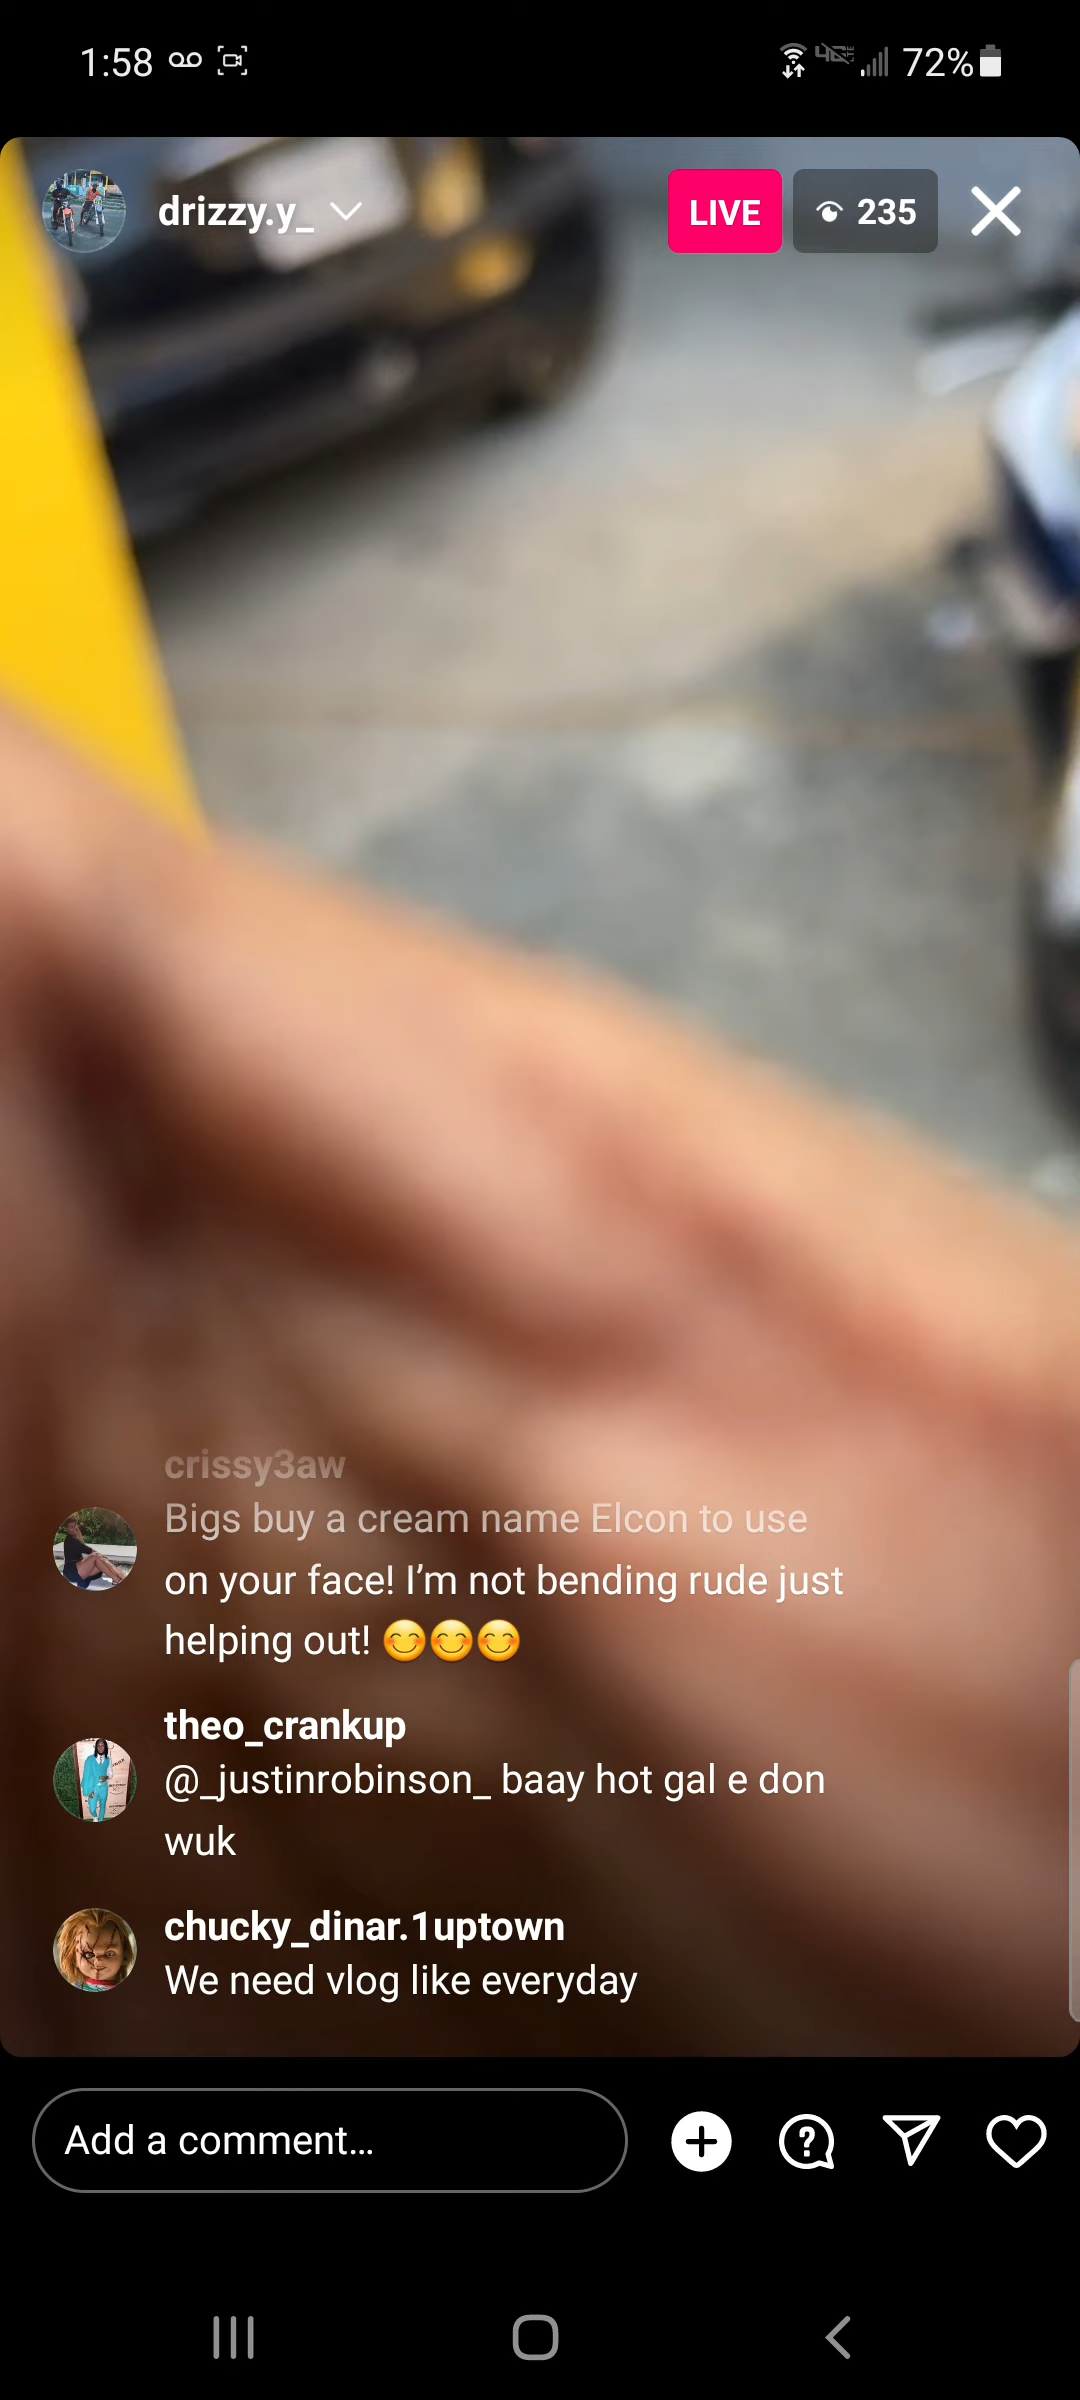 1:58
72%
drizzy.y_
LIVE
235
crissy3aw
Bigs buy a cream name Elcon to use
on your face! I’m not bending rude just
helping out! 😊😊😊
theo_crankup
@_justinrobinson_ baay hot gal e don
wuk
chucky_dinar.1uptown
We need vlog like everyday
Add a comment...